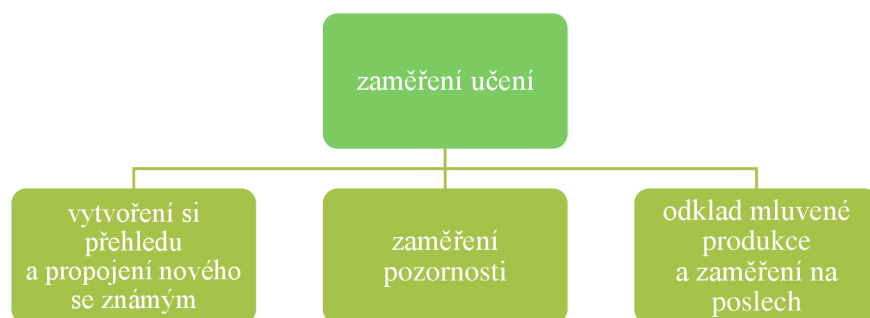 zaměření učení
vytvoření si
přehledu
a propojení nového
se známým
zaměření
pozornosti
odklad mluvené
produkce
a zaměření na
poslech